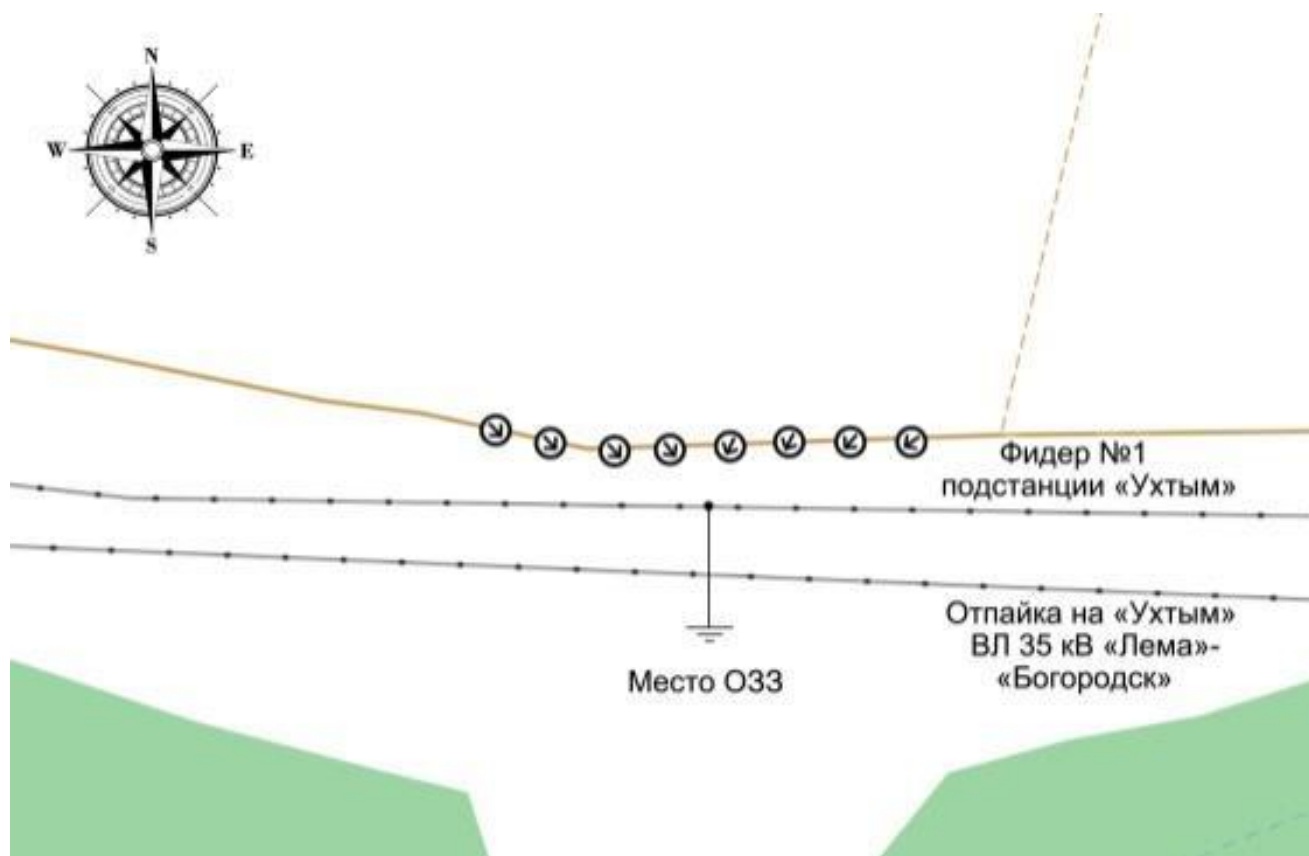 N
W
E
S
Фидер №1
подстанции «Ухтым»
Отпайка на «Ухтым»
ВЛ 35 кВ «Лема»-
«Богородск»
Место ОЗЗ